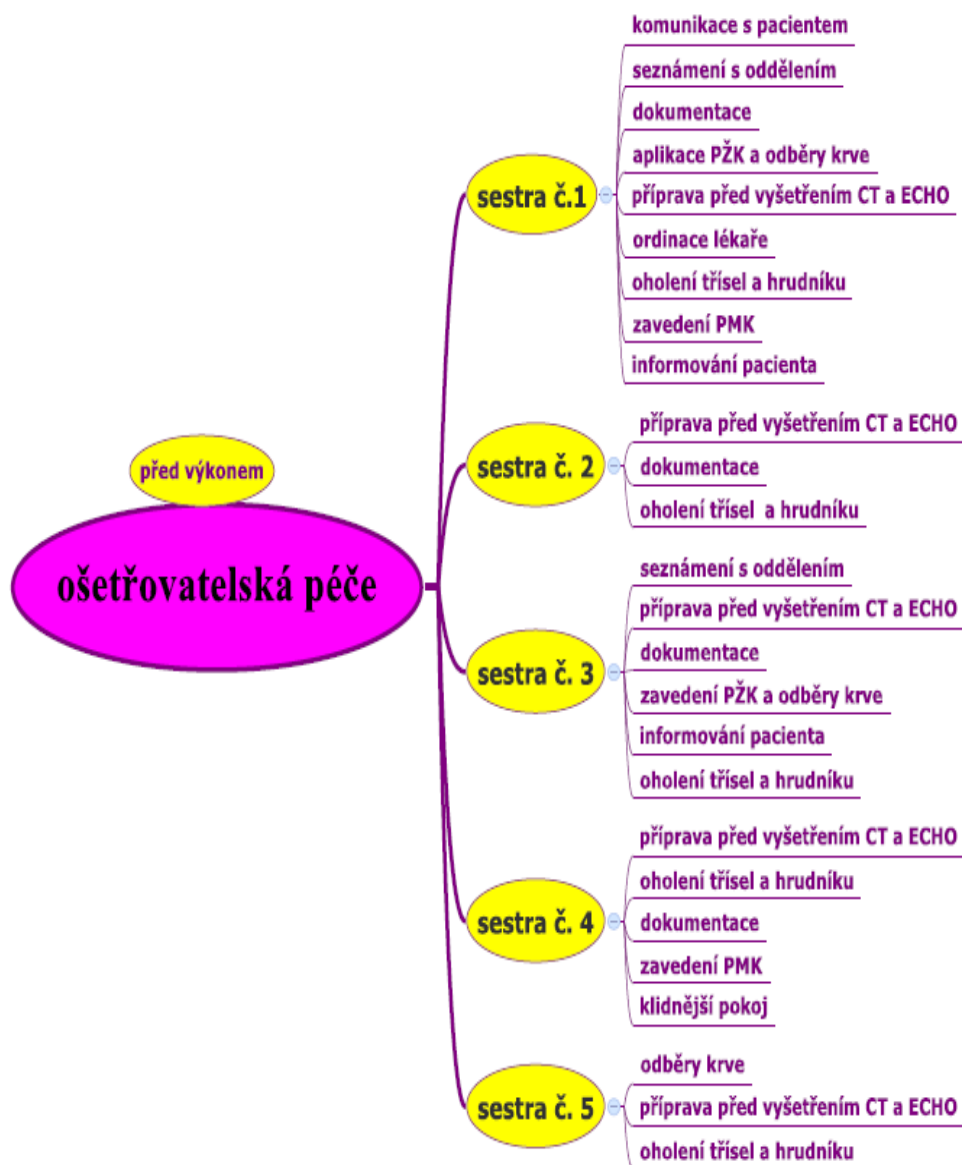 před výkonem
ošetřovatelská péče
sestra č.1
komunikace s pacientem
seznámení s oddělením
dokumentace
aplikace PŽK a odběry krve
příprava před vyšetřením CT a ECHO
ordinace lékaře
oholení třísel a hrudníku
zavedení PMK
informování pacienta
sestra č. 2
příprava před vyšetřením CT a ECHO
dokumentace
oholení třísel a hrudníku
sestra č. 3
seznámení s oddělením
příprava před vyšetřením CT a ECHO
dokumentace
zavedení PŽK a odběry krve
informování pacienta
oholení třísel a hrudníku
sestra č. 4
příprava před vyšetřením CT a ECHO
oholení třísel a hrudníku
dokumentace
zavedení PMK
klidnější pokoj
sestra č. 5
odběry krve
příprava před vyšetřením CT a ECHO
oholení třísel a hrudníku